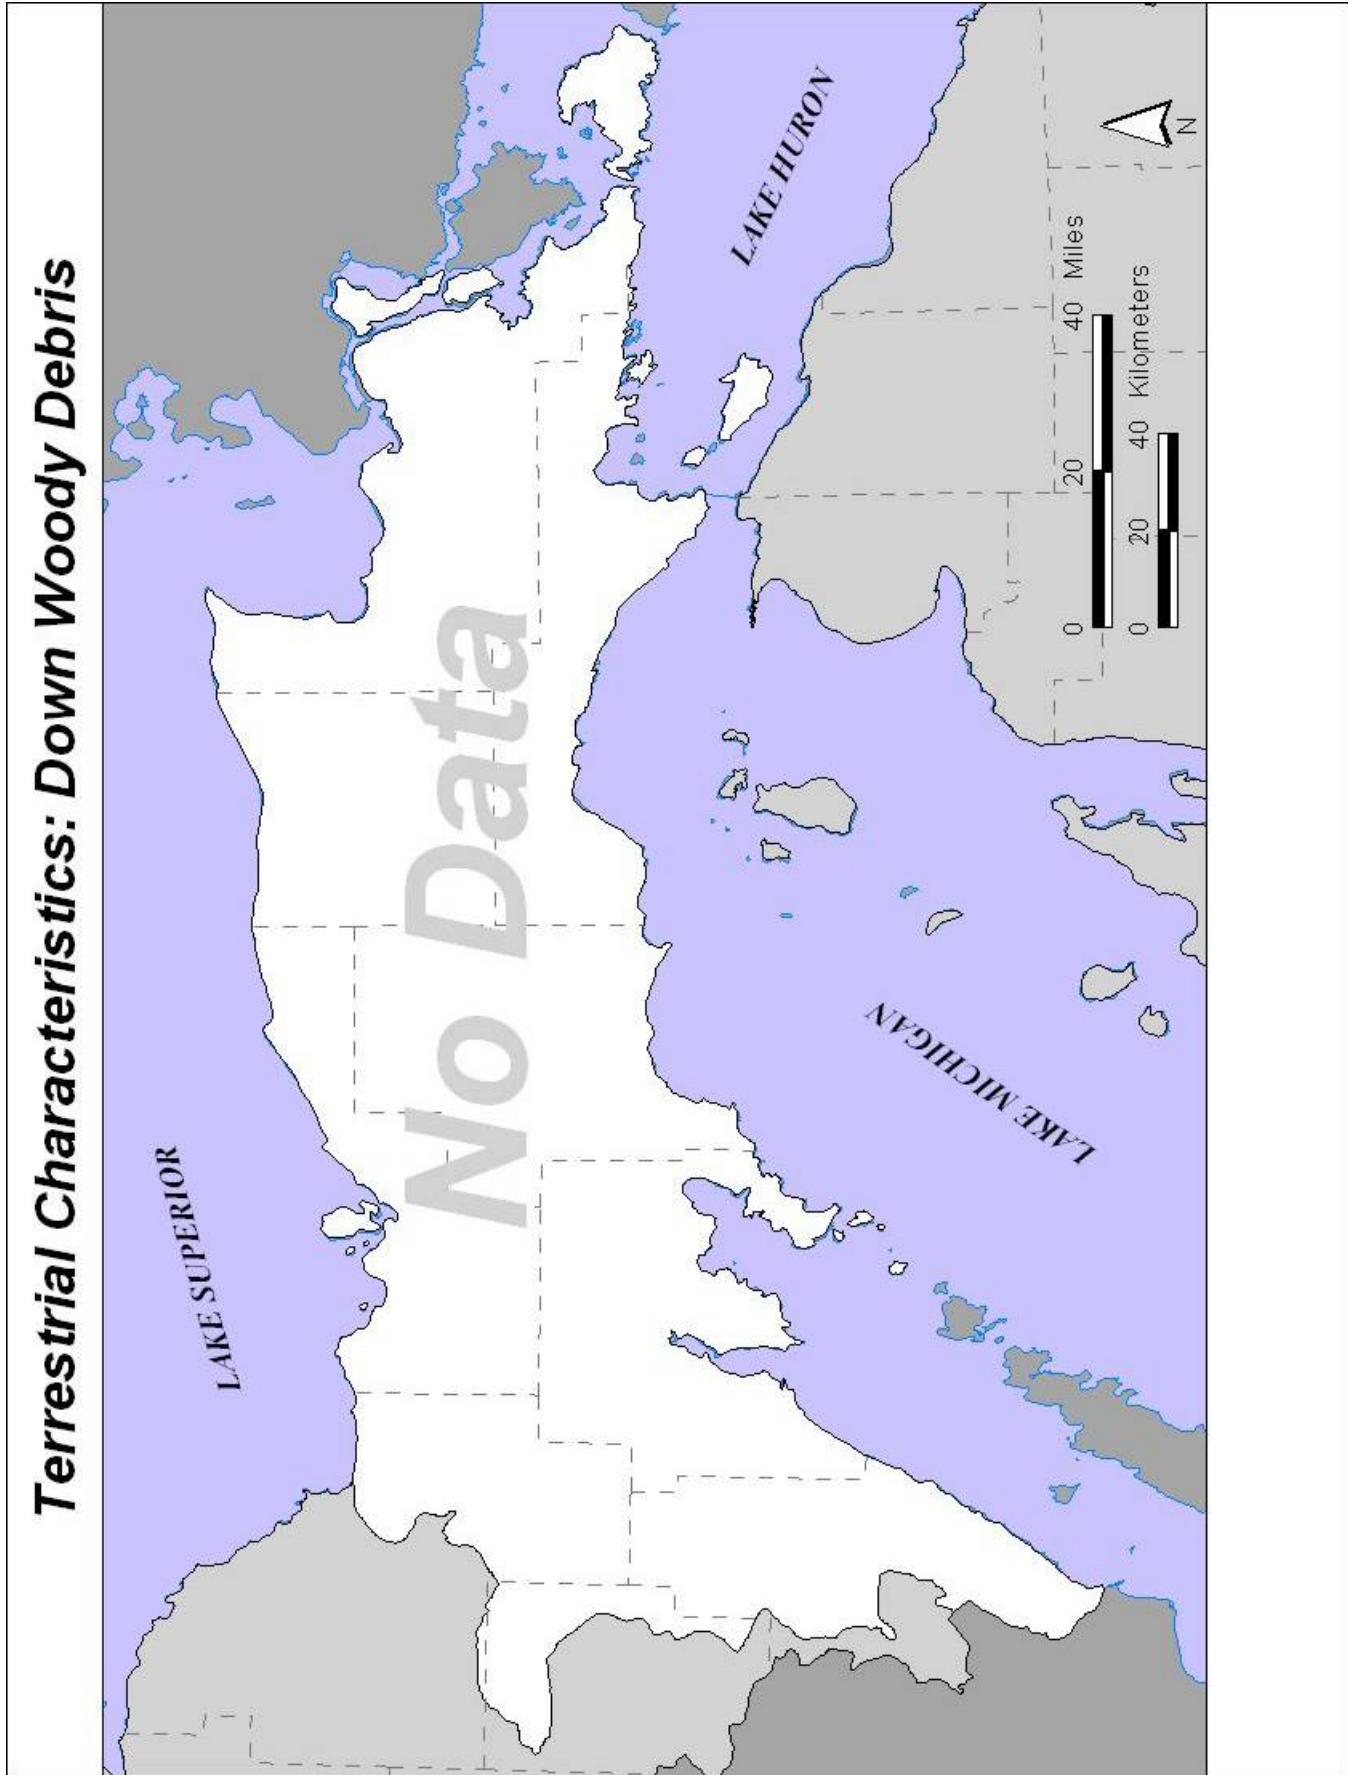 Terrestrial Characteristics: Down Woody Debris
LAKE SUPERIOR
No Data
LAKE HURON
LAKE MICHIGAN
0 20 40 Miles
0 20 40 Kilometers
N